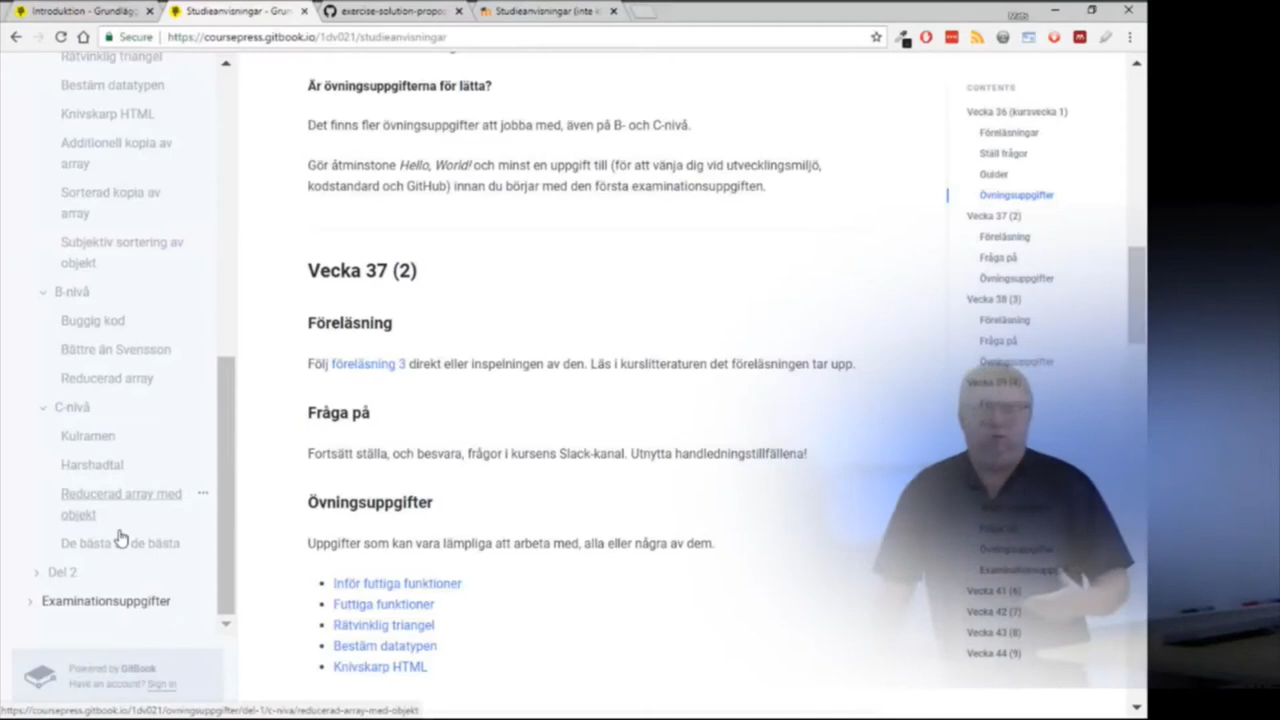 Introduktion - Grundläg
Studieanvisningar - Grun
exercise-solution-propos
Studieanvisningar (inte k
Secure
https://coursepress.gitbook.io/1dv021/studieanvisningar
Rätvinklig triangel
Bestäm datatypen
Knivskarp HTML
Additionell kopia av
array
Sorterad kopia av
array
Subjektiv sortering av
objekt
B-nivå
Buggig kod
Bättre än Svensson
Reducerad array
C-nivå
Kulramen
Harshadtal
Reducerad array med
objekt
De bästa de bästa
Del 2
Examinationsuppgifter
Powered by GitBook
Have an account? Sign in
https://coursepress.gitbook.io/1dv021/ovningsuppgifter/del-1/c-niva/reducerad-array-med-objekt
Är övningsuppgifterna för lätta?
Det finns fler övningsuppgifter att jobba med, även på B- och C-nivå.
Gör åtminstone Hello, World! och minst en uppgift till (för att vänja dig vid utvecklingsmiljö,
kodstandard och GitHub) innan du börjar med den första examinationsuppgiften.
Vecka 37 (2)
Föreläsning
Följ föreläsning 3 direkt eller inspelningen av den. Läs i kurslitteraturen det föreläsningen tar upp.
Fråga på
Fortsätt ställa, och besvara, frågor i kursens Slack-kanal. Utnytta handledningstillfällena!
Övningsuppgifter
Uppgifter som kan vara lämpliga att arbeta med, alla eller några av dem.
• Inför futtiga funktioner
• Futtiga funktioner
• Rätvinklig triangel
• Bestäm datatypen
• Knivskarp HTML
CONTENTS
Vecka 36 (kursvecka 1)
Föreläsningar
Ställ frågor
Guider
Övningsuppgifter
Vecka 37 (2)
Föreläsning
Fråga på
Övningsuppgifter
Vecka 38 (3)
Föreläsning
Fråga på
Övningsuppgifter
Vecka 39 (4)
Övningsuppgifter
Examinationsuppg
Vecka 41 (6)
Vecka 42 (7)
Vecka 43 (8)
Vecka 44 (9)